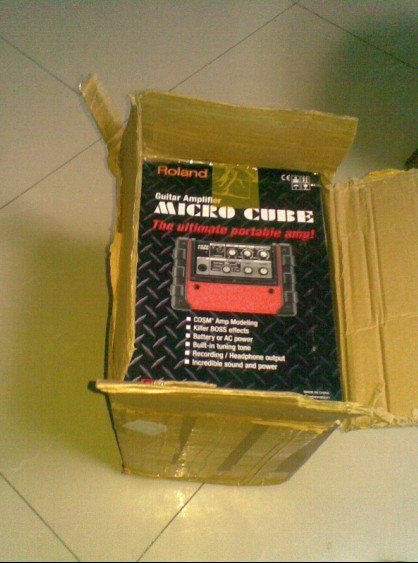 Roland
Guitar Amplifier
MICRO CUBE
The ultimate portable amp!
■ COSM® Amp Modeling
■ Killer BOSS effects
■ Battery or AC power
■ Built-in tuning tone
■ Recording / Headphone output
■ Incredible sound and power